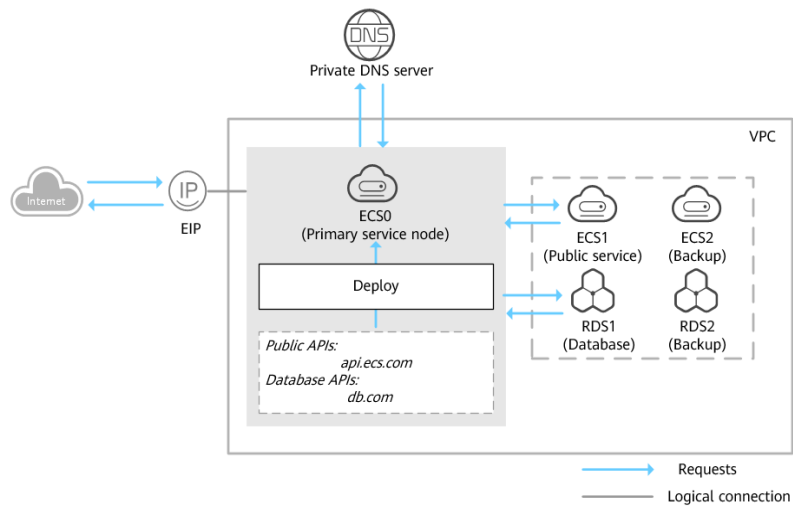 DNS
Private DNS server
VPC
Internet
IP
EIP
ECS0
(Primary service node)
ECS1
(Public service)
ECS2
(Backup)
Deploy
RDS1
(Database)
RDS2
(Backup)
Public APIs:
api.ecs.com
Database APIs:
db.com
Requests
Logical connection